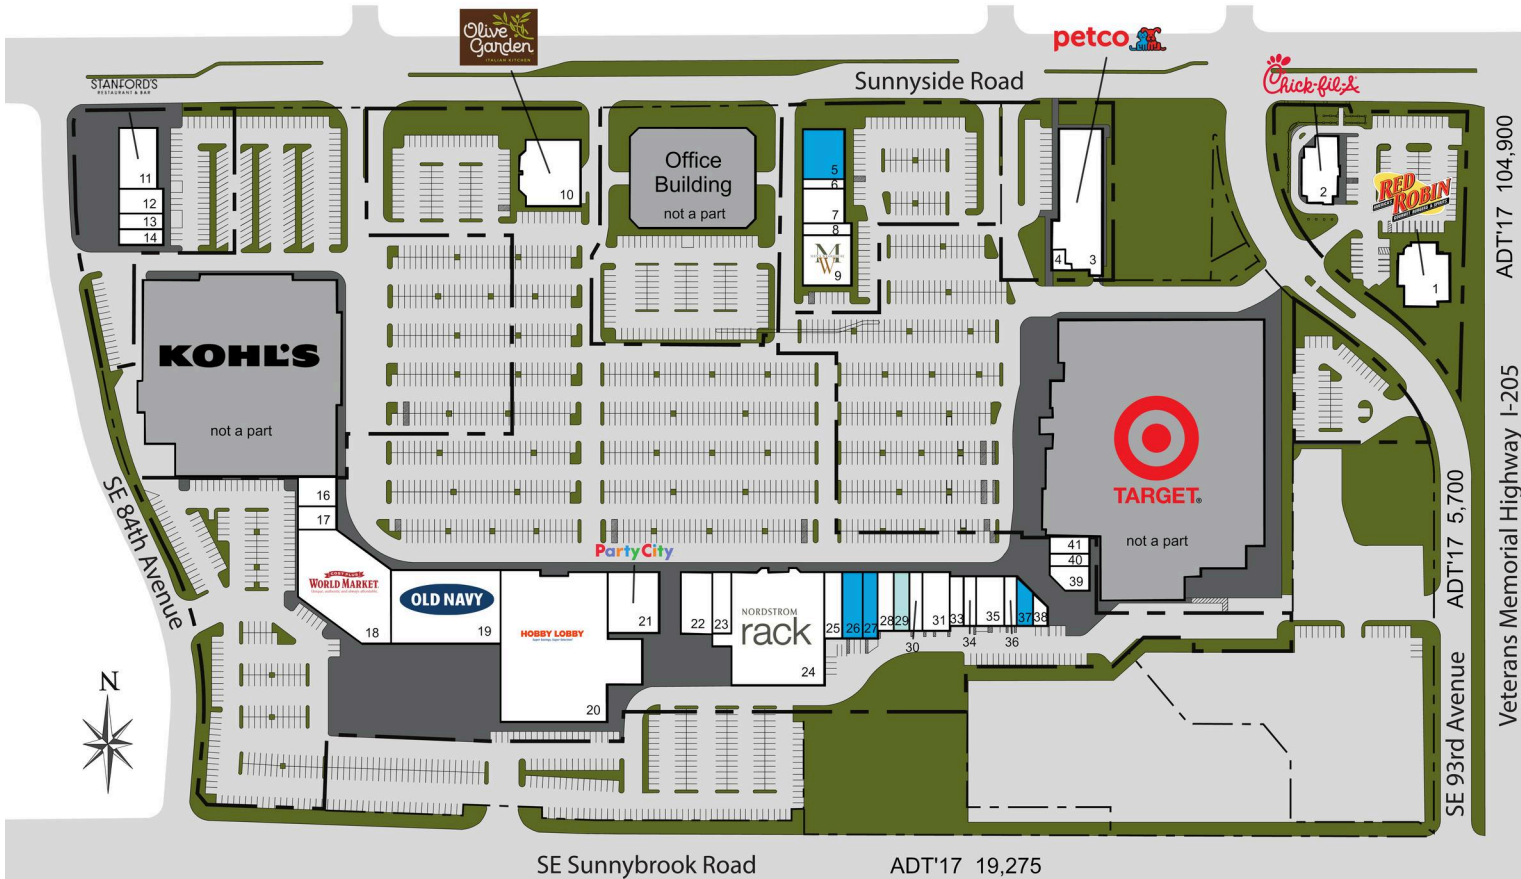 Olive
Garden
ITALIAN KITCHEN
petco
STANFORD'S
RESTAURANT & BAR
Sunnyside Road
Chick-fil-A
Office
Building
not a part
RED
ROBIN
11
12
13
14
10
5
6
7
8
MW
9
4
3
2
1
ADT'17 104,900
Veterans Memorial Highway I-205
KOHL'S
not a part
TARGET
not a part
SE 84th Avenue
16
17
Party City
41
40
39
WORLD MARKET
18
OLD NAVY
19
HOBBY LOBBY
20
21
22
23
NORDSTROM
rack
24
25
26
27
28
29
30
31
33
34
35
36
37
38
N
ADT'17 5,700
SE 93rd Avenue
SE Sunnybrook Road
ADT'17 19,275